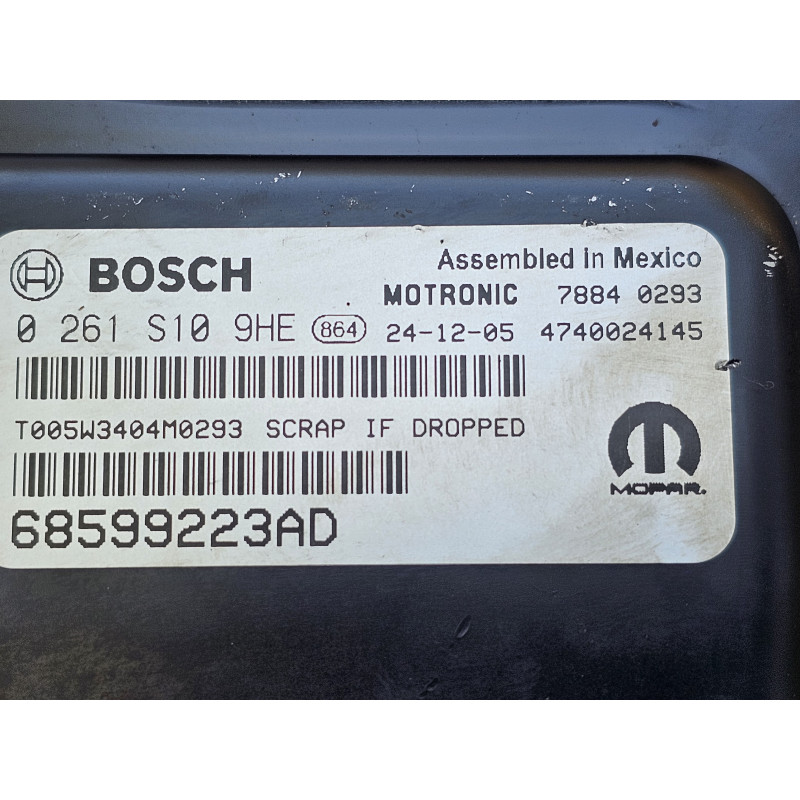 BOSCH
Assembled in Mexico
MOTRONIC 7884 0293
0 261 S10 9HE 864 24-12-05 4740024145
T005W3404M0293 SCRAP IF DROPPED
MOPAR.
68599223AD